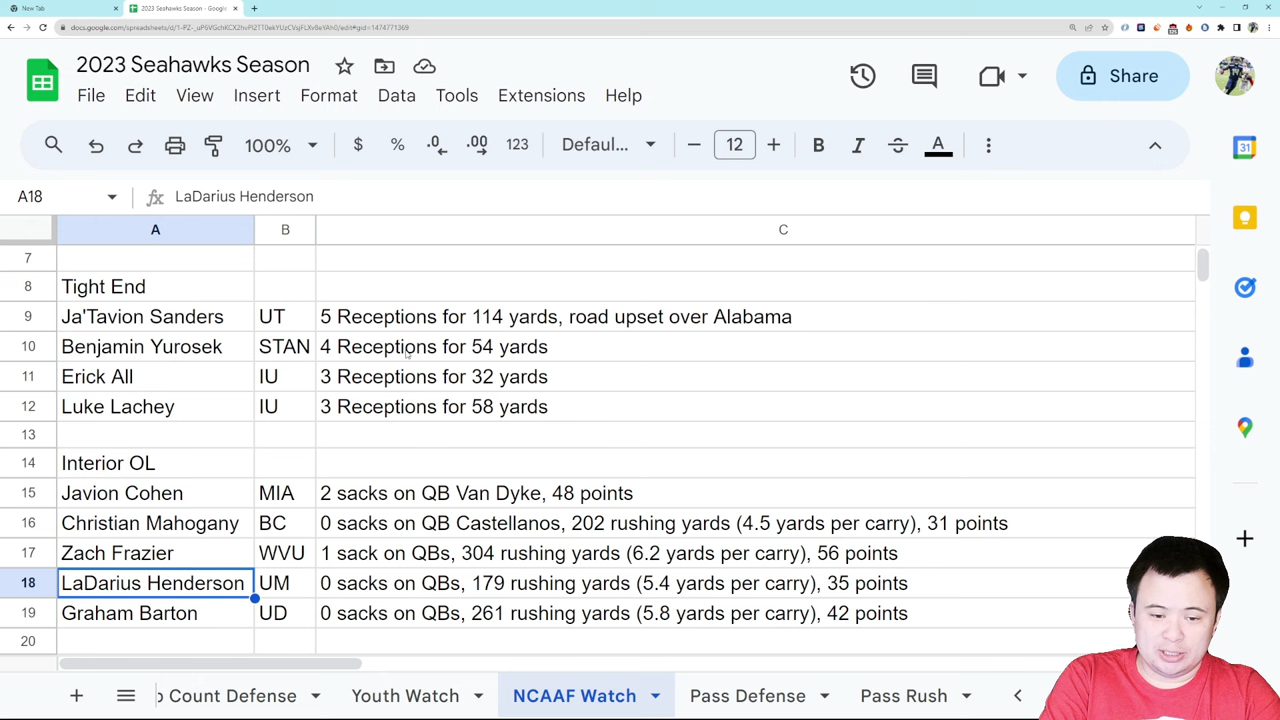 New Tab × 2023 Seahawks Season - Google × +
2023 Seahawks Season
File Edit View Insert Format Data Tools Extensions Help
Share
100% $ % .0 .00 123 Defaul... − 12 + B I S A
A18 fx LaDarius Henderson
A B C
7
8 Tight End
9 Ja'Tavion Sanders UT 5 Receptions for 114 yards, road upset over Alabama
10 Benjamin Yurosek STAN 4 Receptions for 54 yards
11 Erick All IU 3 Receptions for 32 yards
12 Luke Lachey IU 3 Receptions for 58 yards
13
14 Interior OL
15 Javion Cohen MIA 2 sacks on QB Van Dyke, 48 points
16 Christian Mahogany BC 0 sacks on QB Castellanos, 202 rushing yards (4.5 yards per carry), 31 points
17 Zach Frazier WVU 1 sack on QBs, 304 rushing yards (6.2 yards per carry), 56 points
18 LaDarius Henderson UM 0 sacks on QBs, 179 rushing yards (5.4 yards per carry), 35 points
19 Graham Barton UD 0 sacks on QBs, 261 rushing yards (5.8 yards per carry), 42 points
20
+ p Count Defense Youth Watch NCAAF Watch Pass Defense Pass Rush
31